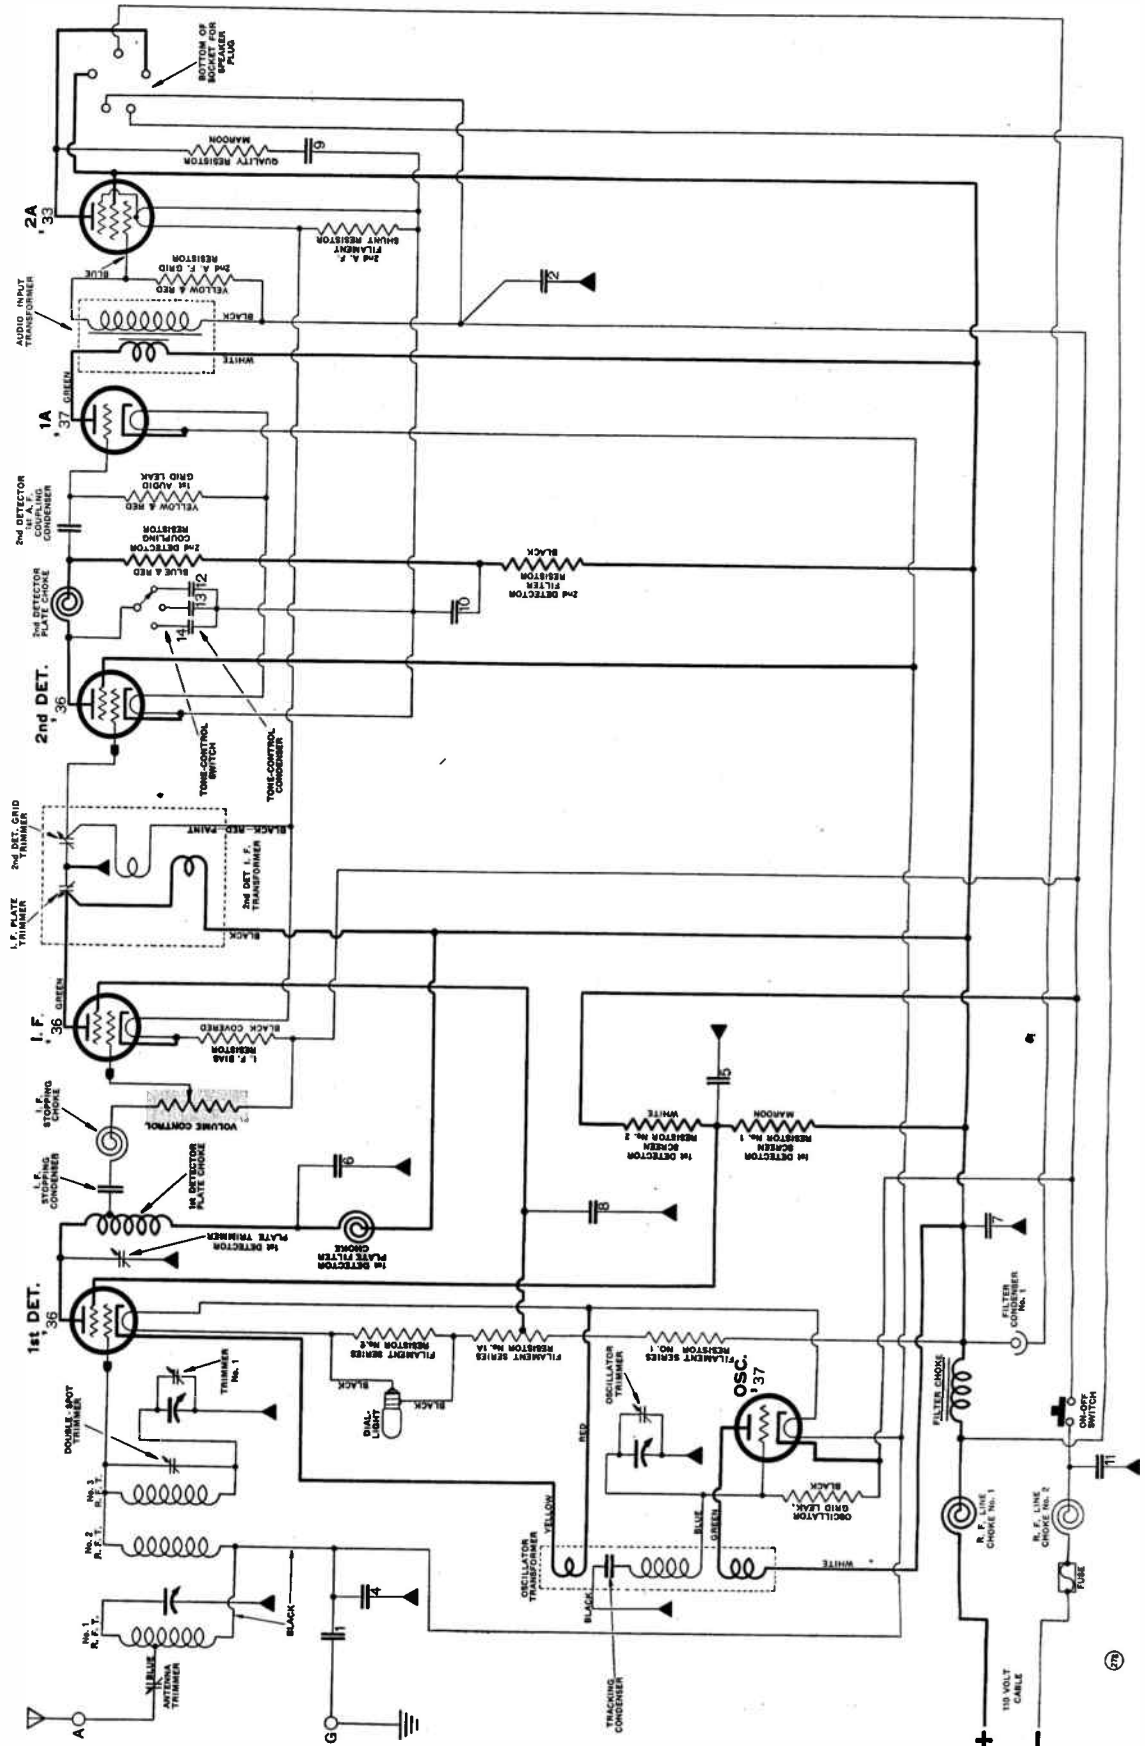 BOTTOM OF
SOCKET FOR
SPEAKER
PLUG
2A
'33
QUALITY RESISTOR
MAROON
9
2nd A. F.
FILAMENT
SHUNT RESISTOR
BLUE
YELLOW & RED
2nd A. F. GRID
RESISTOR
AUDIO INPUT
TRANSFORMER
BLACK
2
WHITE
GREEN
1A
'37
YELLOW & RED
1st AUDIO
GRID LEAK
2nd DETECTOR
1st A. F.
COUPLING
CONDENSER
BLUE & RED
2nd DETECTOR
COUPLING
RESISTOR
2nd DETECTOR
FILTER
RESISTOR
BLACK
2nd DETECTOR
PLATE CHOKE
12
13
14
10
2nd DET.
'36
TONE-CONTROL
SWITCH
TONE-CONTROL
CONDENSER
2nd DET. GRID
TRIMMER
I. F. PLATE
TRIMMER
BLACK-RED PAINT
2nd DET I. F.
TRANSFORMER
BLACK
GREEN
I. F.
'36
I. F. BIAS
RESISTOR
BLACK COVERED
I. F.
STOPPING
CHOKE
VOLUME CONTROL
I. F.
STOPPING
CONDENSER
1st DETECTOR
PLATE CHOKE
6
5
1st DETECTOR
SCREEN
RESISTOR No. 2
WHITE
1st DETECTOR
SCREEN
RESISTOR No. 1
MAROON
1st DETECTOR
PLATE TRIMMER
1st DETECTOR
PLATE FILTER
CHOKE
8
7
1st DET.
'36
FILAMENT SERIES
RESISTOR No. 2
FILAMENT SERIES
RESISTOR No. 1A
FILAMENT SERIES
RESISTOR NO. 1
FILTER
CONDENSER
No. 1
TRIMMER
No. 1
DOUBLE-SPOT
TRIMMER
BLACK
DIAL-
LIGHT
BLACK
OSCILLATOR
TRIMMER
OSC.
'37
FILTER CHOKE
ON-OFF
SWITCH
RED
No. 3
R. F. T.
No. 2
R. F. T.
No. 1
R. F. T.
YELLOW
BLUE
GREEN
OSCILLATOR
GRID LEAK,
BLACK
11
R. F. LINE
CHOKE No. 1
R. F. LINE
CHOKE No. 2
OSCILLATOR
TRANSFORMER
WHITE
FUSE
BLACK
BLACK
4
1
BLUE
ANTENNA
TRIMMER
TRACKING
CONDENSER
A
G
110 VOLT
CABLE
+
-
278